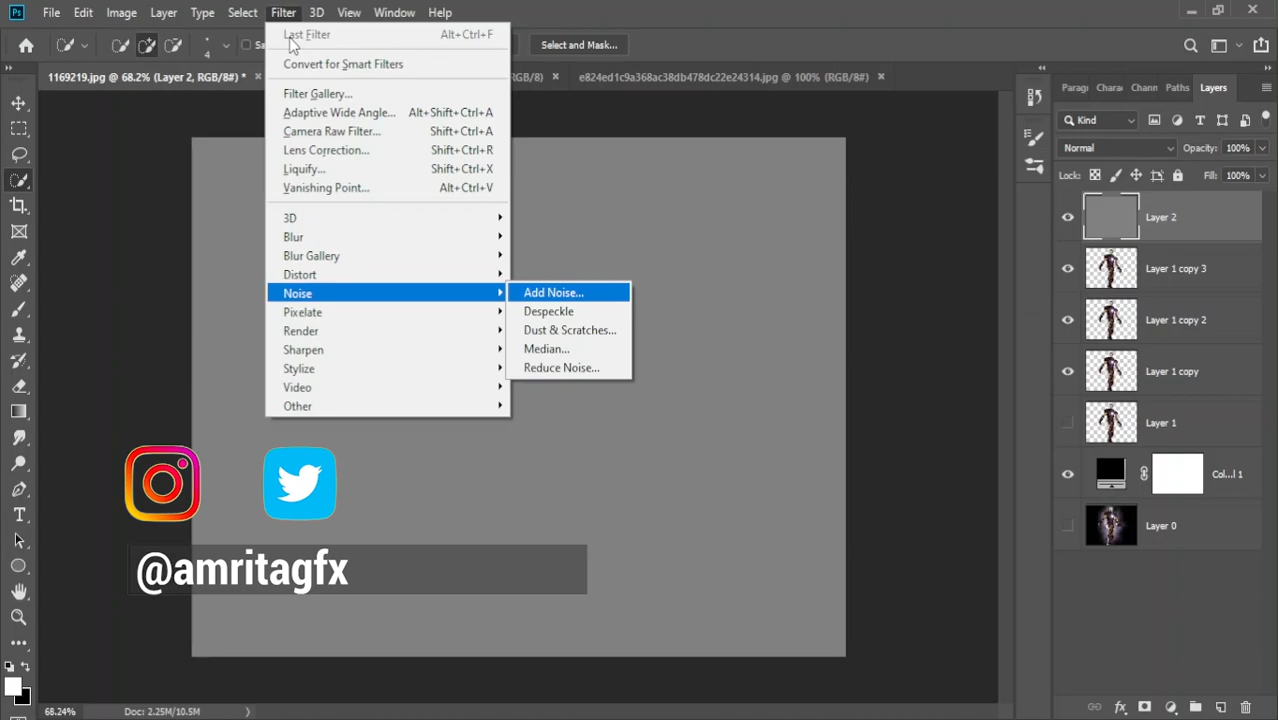 Ps File Edit Image Layer Type Select Filter 3D View Window Help
4 Sa Select and Mask...
1169219.jpg @ 68.2% (Layer 2, RGB/8#) * RGB/8) e824ed1c9a368ac38db478dc22e24314.jpg @ 100% (RGB/8#)
Last Filter Alt+Ctrl+F
Convert for Smart Filters
Filter Gallery...
Adaptive Wide Angle... Alt+Shift+Ctrl+A
Camera Raw Filter... Shift+Ctrl+A
Lens Correction... Shift+Ctrl+R
Liquify... Shift+Ctrl+X
Vanishing Point... Alt+Ctrl+V
3D
Blur
Blur Gallery
Distort
Noise
Pixelate
Render
Sharpen
Stylize
Video
Other
Add Noise...
Despeckle
Dust & Scratches...
Median...
Reduce Noise...
@amritagfx
Paragı Chara Chann Paths Layers
Kind
Normal Opacity: 100%
Locks: Fill: 100%
Layer 2
Layer 1 copy 3
Layer 1 copy 2
Layer 1 copy
Layer 1
Col...l 1
Layer 0
68.24% Doc: 2.25M/10.5M